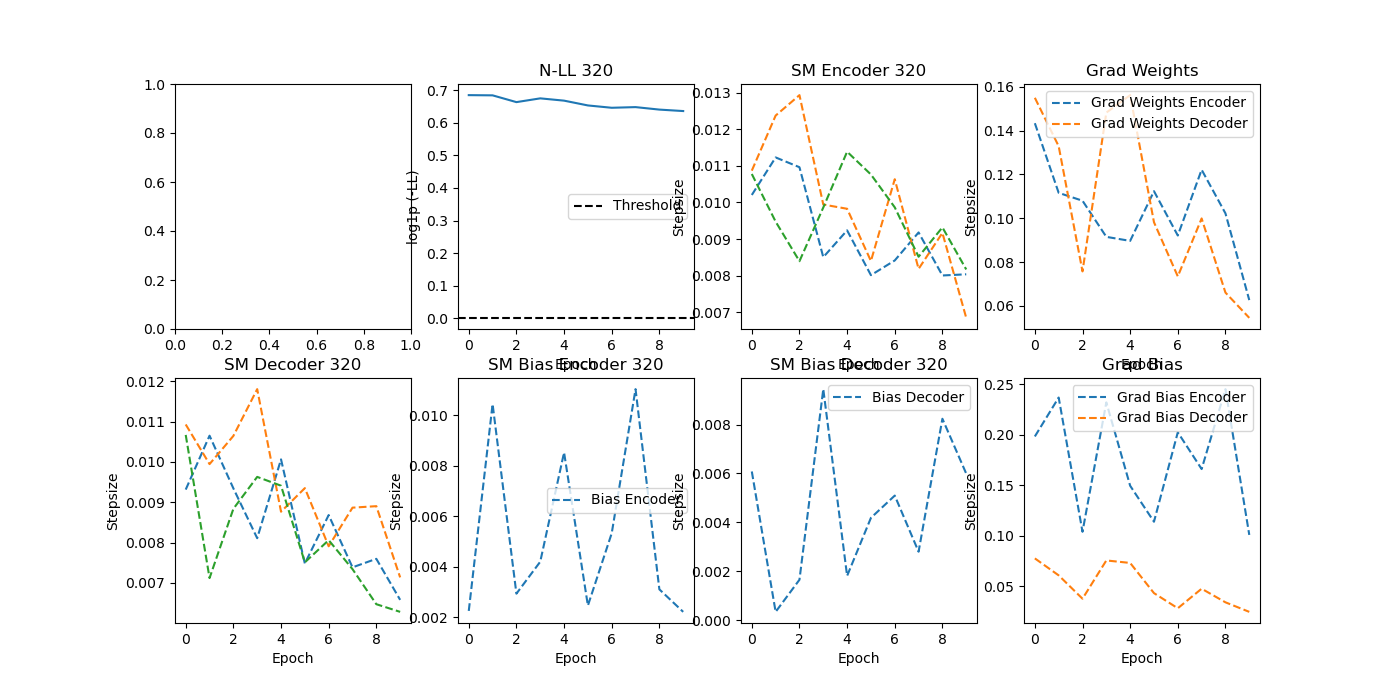 N-LL 320
SM Encoder 320
Grad Weights
1.0
0.8
0.6
0.4
0.2
0.0
0.0 0.2 0.4 0.6 0.8 1.0
log1p (-LL)
0.7
0.6
0.5
0.4
0.3
0.2
0.1
0.0
Threshold
0 2 4 6 8
Epoch
Stepsize
0.013
0.012
0.011
0.010
0.009
0.008
0.007
0 2 4 6 8
Epoch
Stepsize
0.16
0.14
0.12
0.10
0.08
0.06
Grad Weights Encoder
Grad Weights Decoder
0 2 4 6 8
Epoch
SM Decoder 320
SM Bias Encoder 320
SM Bias Decoder 320
Grad Bias
Stepsize
0.012
0.011
0.010
0.009
0.008
0.007
0 2 4 6 8
Epoch
Stepsize
0.010
0.008
0.006
0.004
0.002
Bias Encoder
0 2 4 6 8
Epoch
Stepsize
0.008
0.006
0.004
0.002
0.000
Bias Decoder
0 2 4 6 8
Epoch
Stepsize
0.25
0.20
0.15
0.10
0.05
Grad Bias Encoder
Grad Bias Decoder
0 2 4 6 8
Epoch